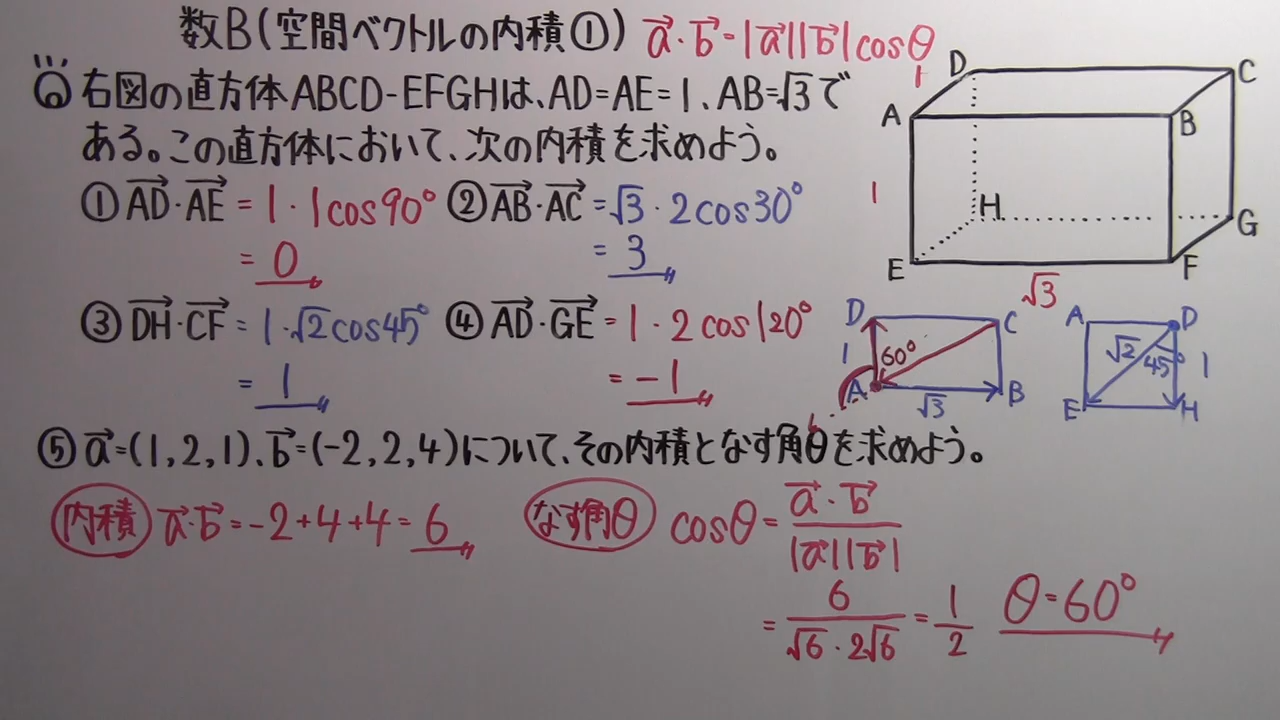 数B(空間ベクトルの内積①) a→・b→=|a→||b→|cosθ
Q 右図の直方体ABCD-EFGHは、AD=AE=1、AB=√3で
ある。この直方体において、次の内積を求めよう。
①AD→・AE→=1・1cos90° ②AB→・AC→=√3・2cos30°
=0 =3
③DH→・CF→=1・√2cos45° ④AD→・GE→=1・2cos120°
=1 =-1
D C
1
A B
1
H G
E F
√3
D C A D
1 60° √2 45° 1
A √3 B E H
⑤a→=(1,2,1)、b→=(-2,2,4)について、その内積となす角θを求めよう。
内積 a→・b→=-2+4+4=6 なす角θ cosθ=a→・b→/|a→||b→|
=6/√6・2√6=1/2 θ=60°